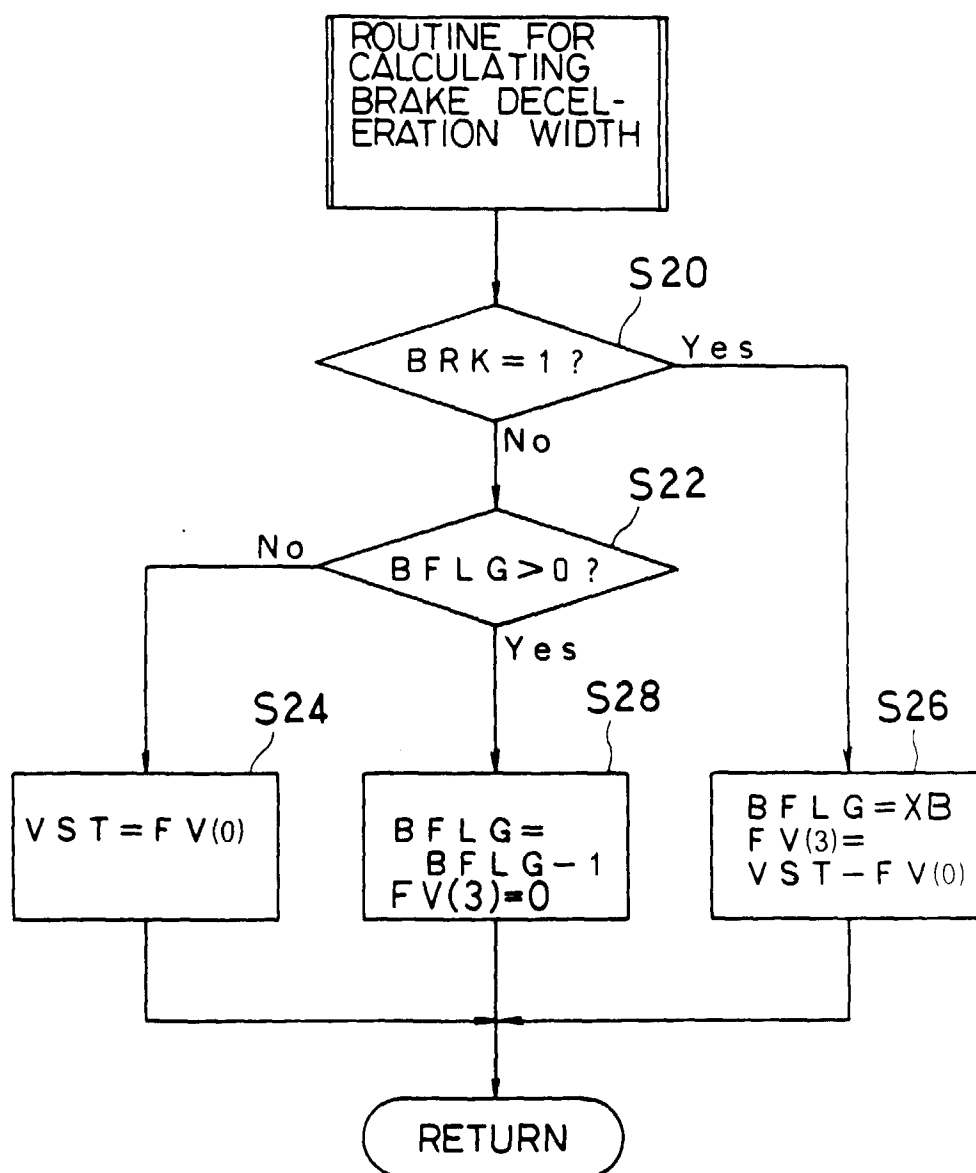 ROUTINE FOR
CALCULATING
BRAKE DECEL-
ERATION WIDTH
S20
BRK=1?
Yes
No
S22
BFLG>0?
No
Yes
S24
VST=FV(0)
S28
BFLG=
BFLG-1
FV(3)=0
S26
BFLG=XB
FV(3)=
VST-FV(0)
RETURN